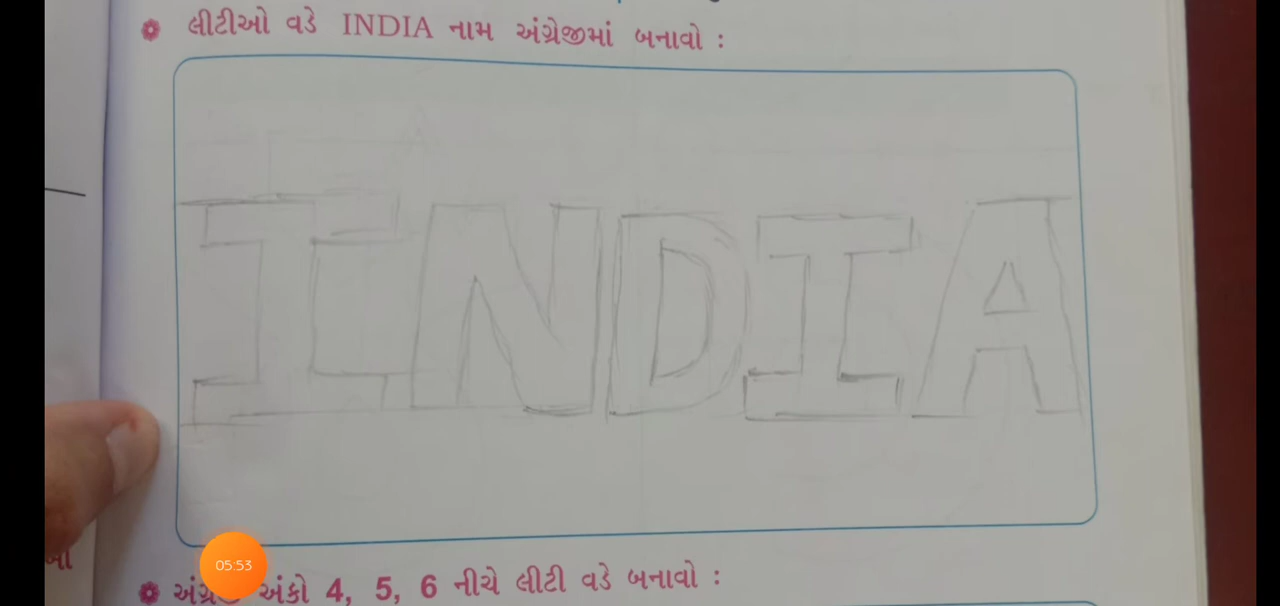 લીટીઓ વડે INDIA નામ અંગ્રેજીમાં બનાવો :
INDIA
05:53
અંકો 4, 5, 6 નીચે લીટી વડે બનાવો :